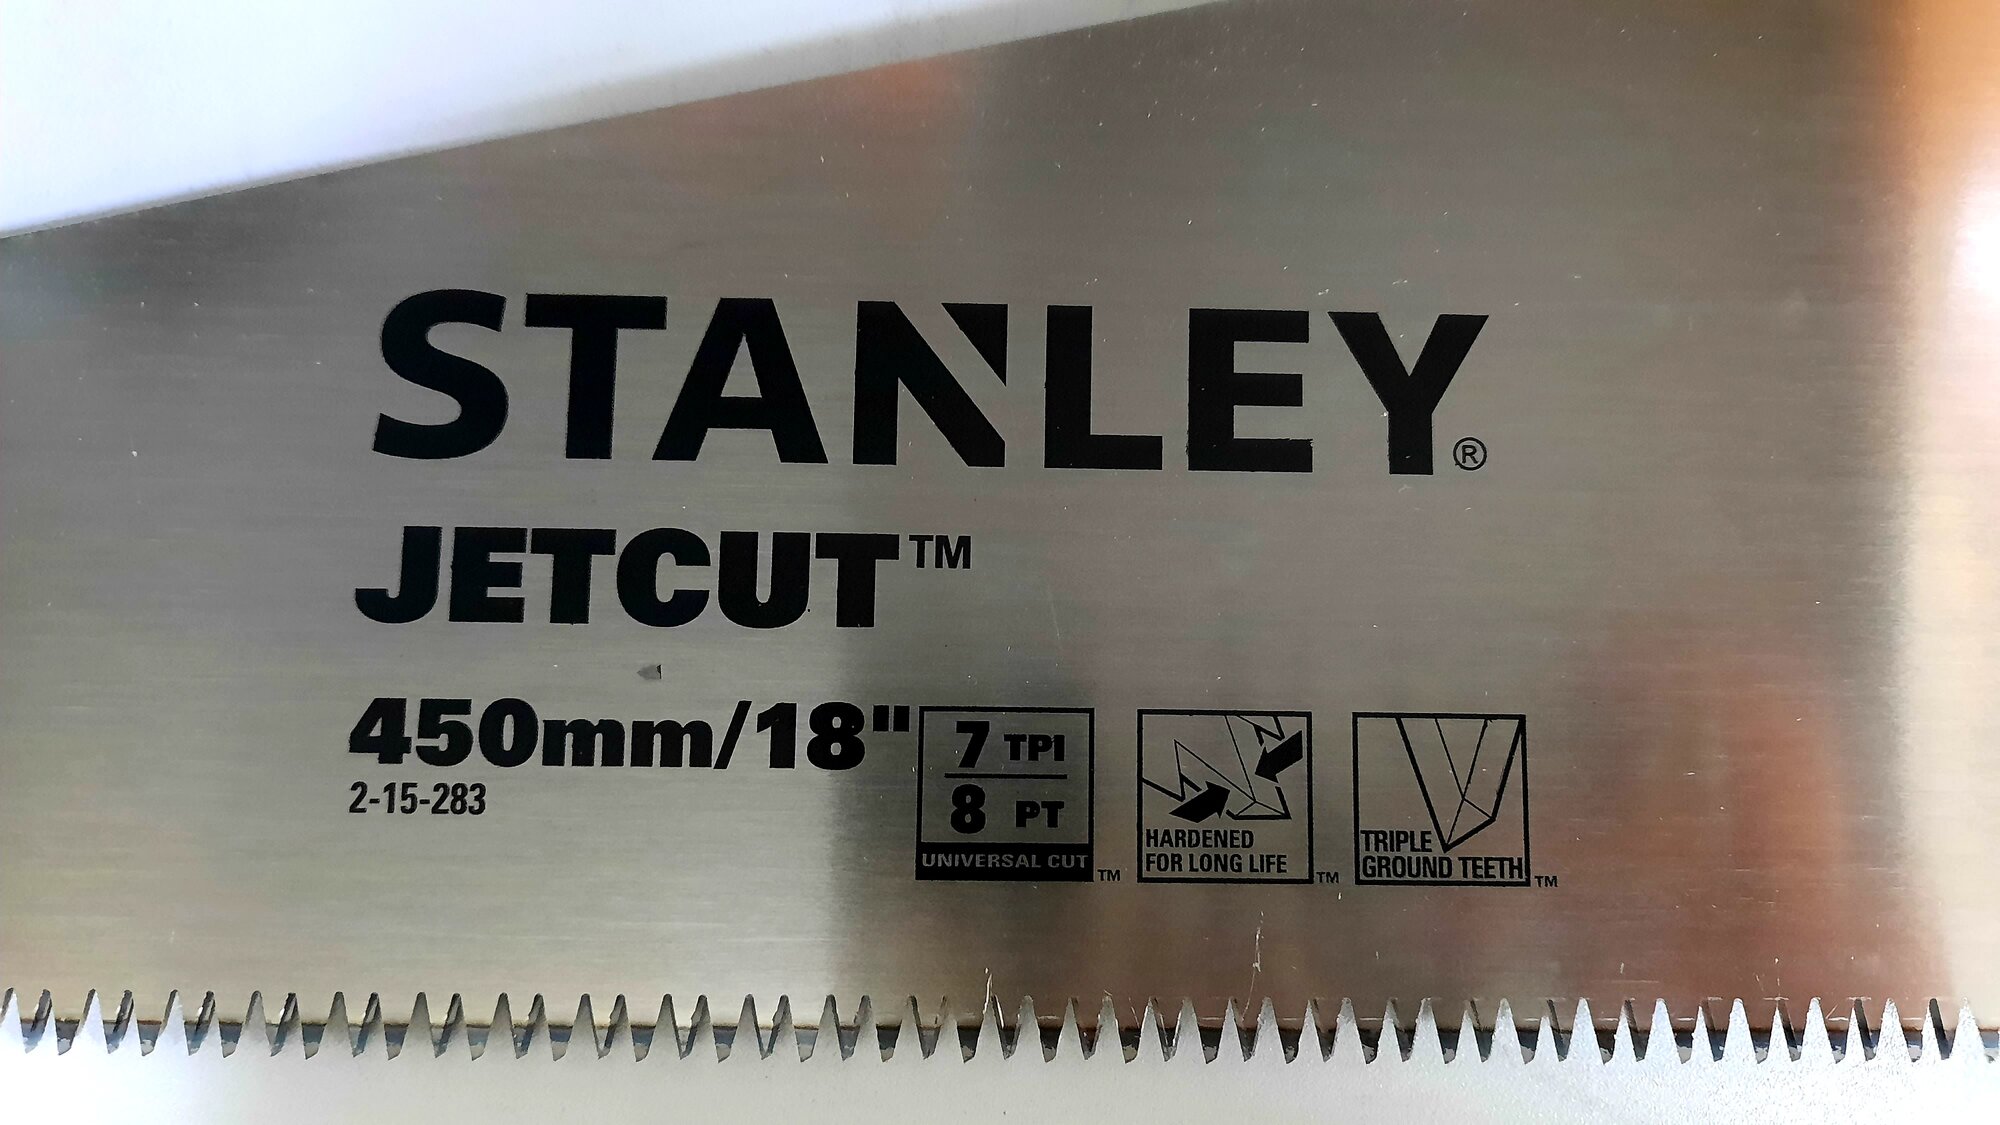 STANLEY®
JETCUT™
450mm/18"
2-15-283
7 TPI
8 PT
UNIVERSAL CUT™
HARDENED
FOR LONG LIFE™
TRIPLE
GROUND TEETH™